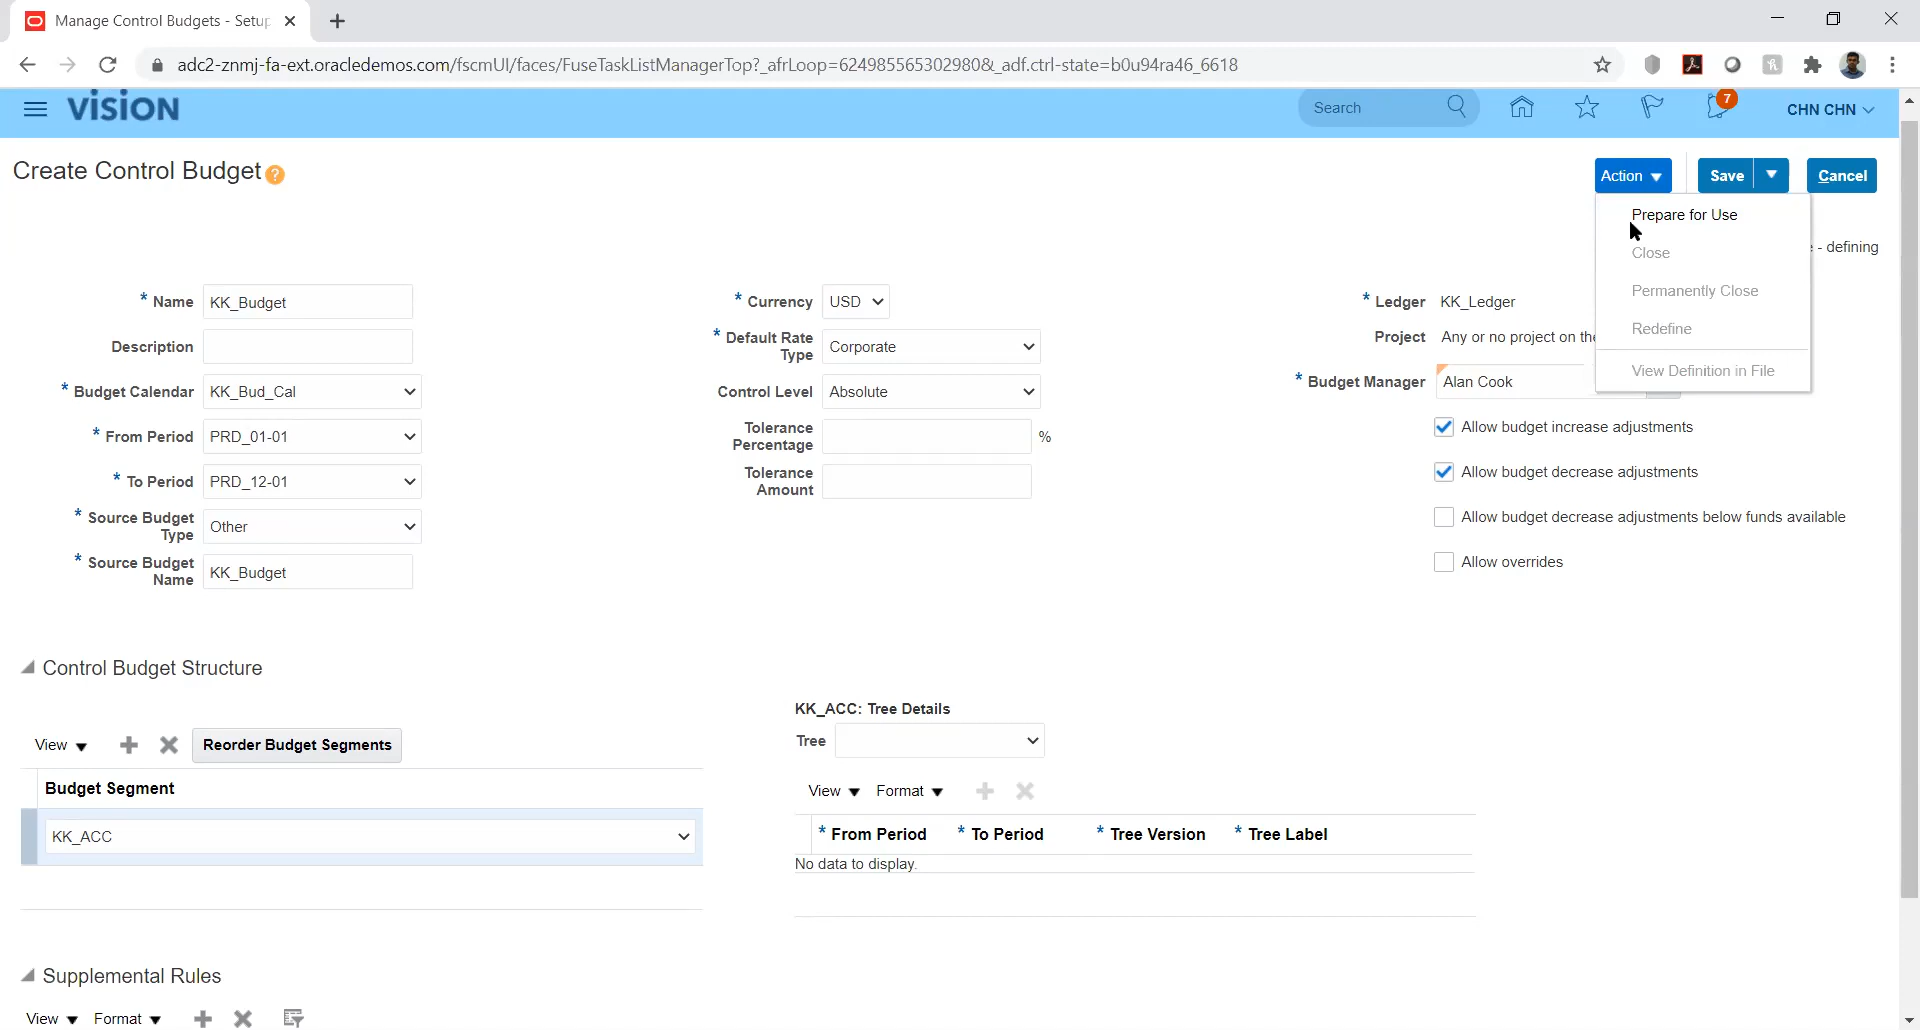 Manage Control Budgets - Setup
adc2-znmj-fa-ext.oracledemos.com/fscmUI/faces/FuseTaskListManagerTop?_afrLoop=6249855653029808&_adf.ctrl-state=b0u94ra46_6618
VISION
Search
7
CHN CHN
Create Control Budget
?
Action
Save
Cancel
Prepare for Use
Close
Permanently Close
Redefine
View Definition in File
- defining
* Name KK_Budget
Description
* Budget Calendar KK_Bud_Cal
* From Period PRD_01-01
* To Period PRD_12-01
* Source Budget Type Other
* Source Budget Name KK_Budget
* Currency USD
* Default Rate Type Corporate
Control Level Absolute
Tolerance Percentage %
Tolerance Amount
* Ledger KK_Ledger
Project Any or no project on the
* Budget Manager Alan Cook
Allow budget increase adjustments
Allow budget decrease adjustments
Allow budget decrease adjustments below funds available
Allow overrides
Control Budget Structure
View
Reorder Budget Segments
Budget Segment
KK_ACC
KK_ACC: Tree Details
Tree
View Format
* From Period * To Period * Tree Version * Tree Label
No data to display.
Supplemental Rules
View Format